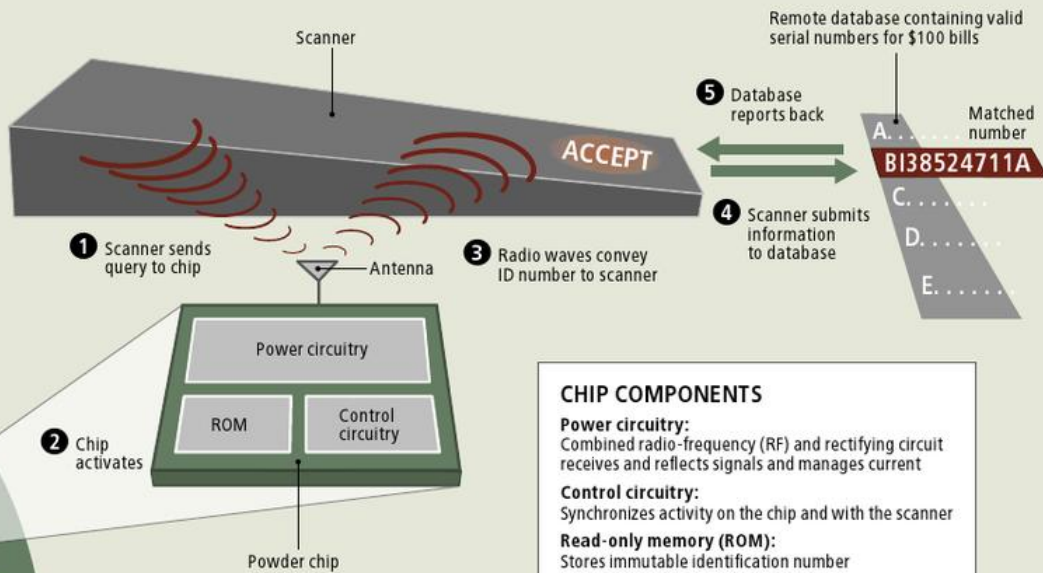 Remote database containing valid
serial numbers for $100 bills
Scanner
5 Database
reports back
A.......
Matched
number
ACCEPT
BI38524711A
C.......
4 Scanner submits
information
to database
D.......
E.......
1 Scanner sends
query to chip
3 Radio waves convey
ID number to scanner
Antenna
Power circuitry
ROM
Control
circuitry
2 Chip
activates
Powder chip
CHIP COMPONENTS
Power circuitry:
Combined radio-frequency (RF) and rectifying circuit
receives and reflects signals and manages current
Control circuitry:
Synchronizes activity on the chip and with the scanner
Read-only memory (ROM):
Stores immutable identification number